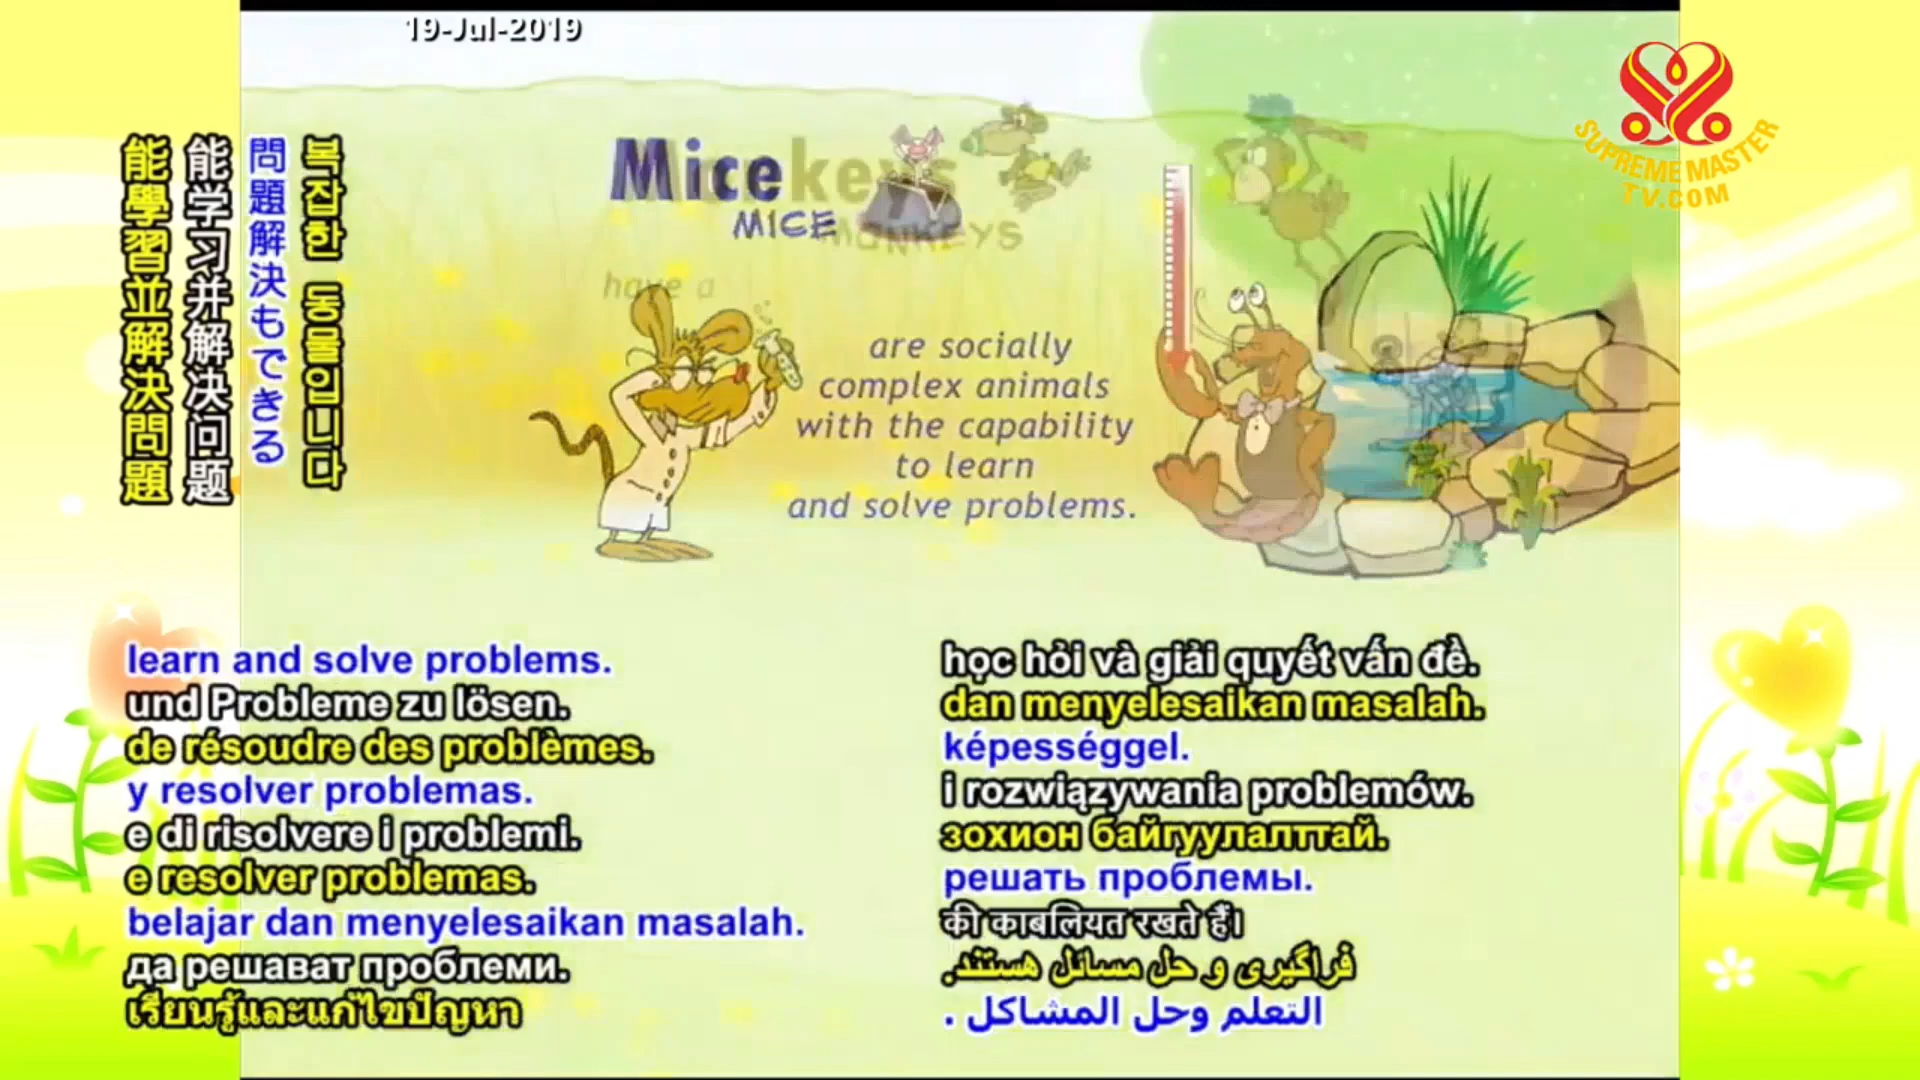 19-Jul-2019
SUPREME MASTER
TV.COM
Mice
Monkeys
MICE
MONKEYS
have a
are socially
complex animals
with the capability
to learn
and solve problems.
복잡한 동물입니다
問題解決もできる
能学习并解决问题
能學習並解決問題
learn and solve problems.
und Probleme zu lösen.
de résoudre des problèmes.
y resolver problemas.
e di risolvere i problemi.
e resolver problemas.
belajar dan menyelesaikan masalah.
да решават проблеми.
เรียนรู้และแก้ไขปัญหา
học hỏi và giải quyết vấn đề.
dan menyelesaikan masalah.
képességgel.
i rozwiązywania problemów.
зохион байгуулалттай.
решать проблемы.
की काबलियत रखते हैं।
فراگیری و حل مسائل هستند.
التعلم وحل المشاكل .